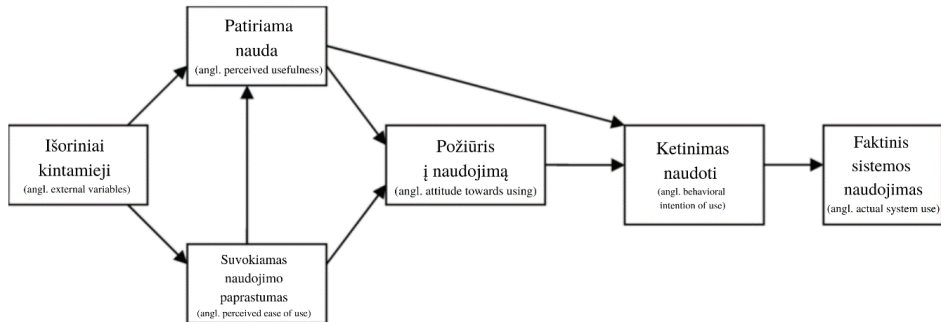 Patiriama
nauda
(angl. perceived usefulness)
Išoriniai
kintamieji
(angl. external variables)
Požiūris
į naudojimą
(angl. attitude towards using)
Ketinimas
naudoti
(angl. behavioral
intention of use)
Faktinis
sistemos
naudojimas
(angl. actual system use)
Suvokiamas
naudojimo
paprastumas
(angl. perceived ease of use)